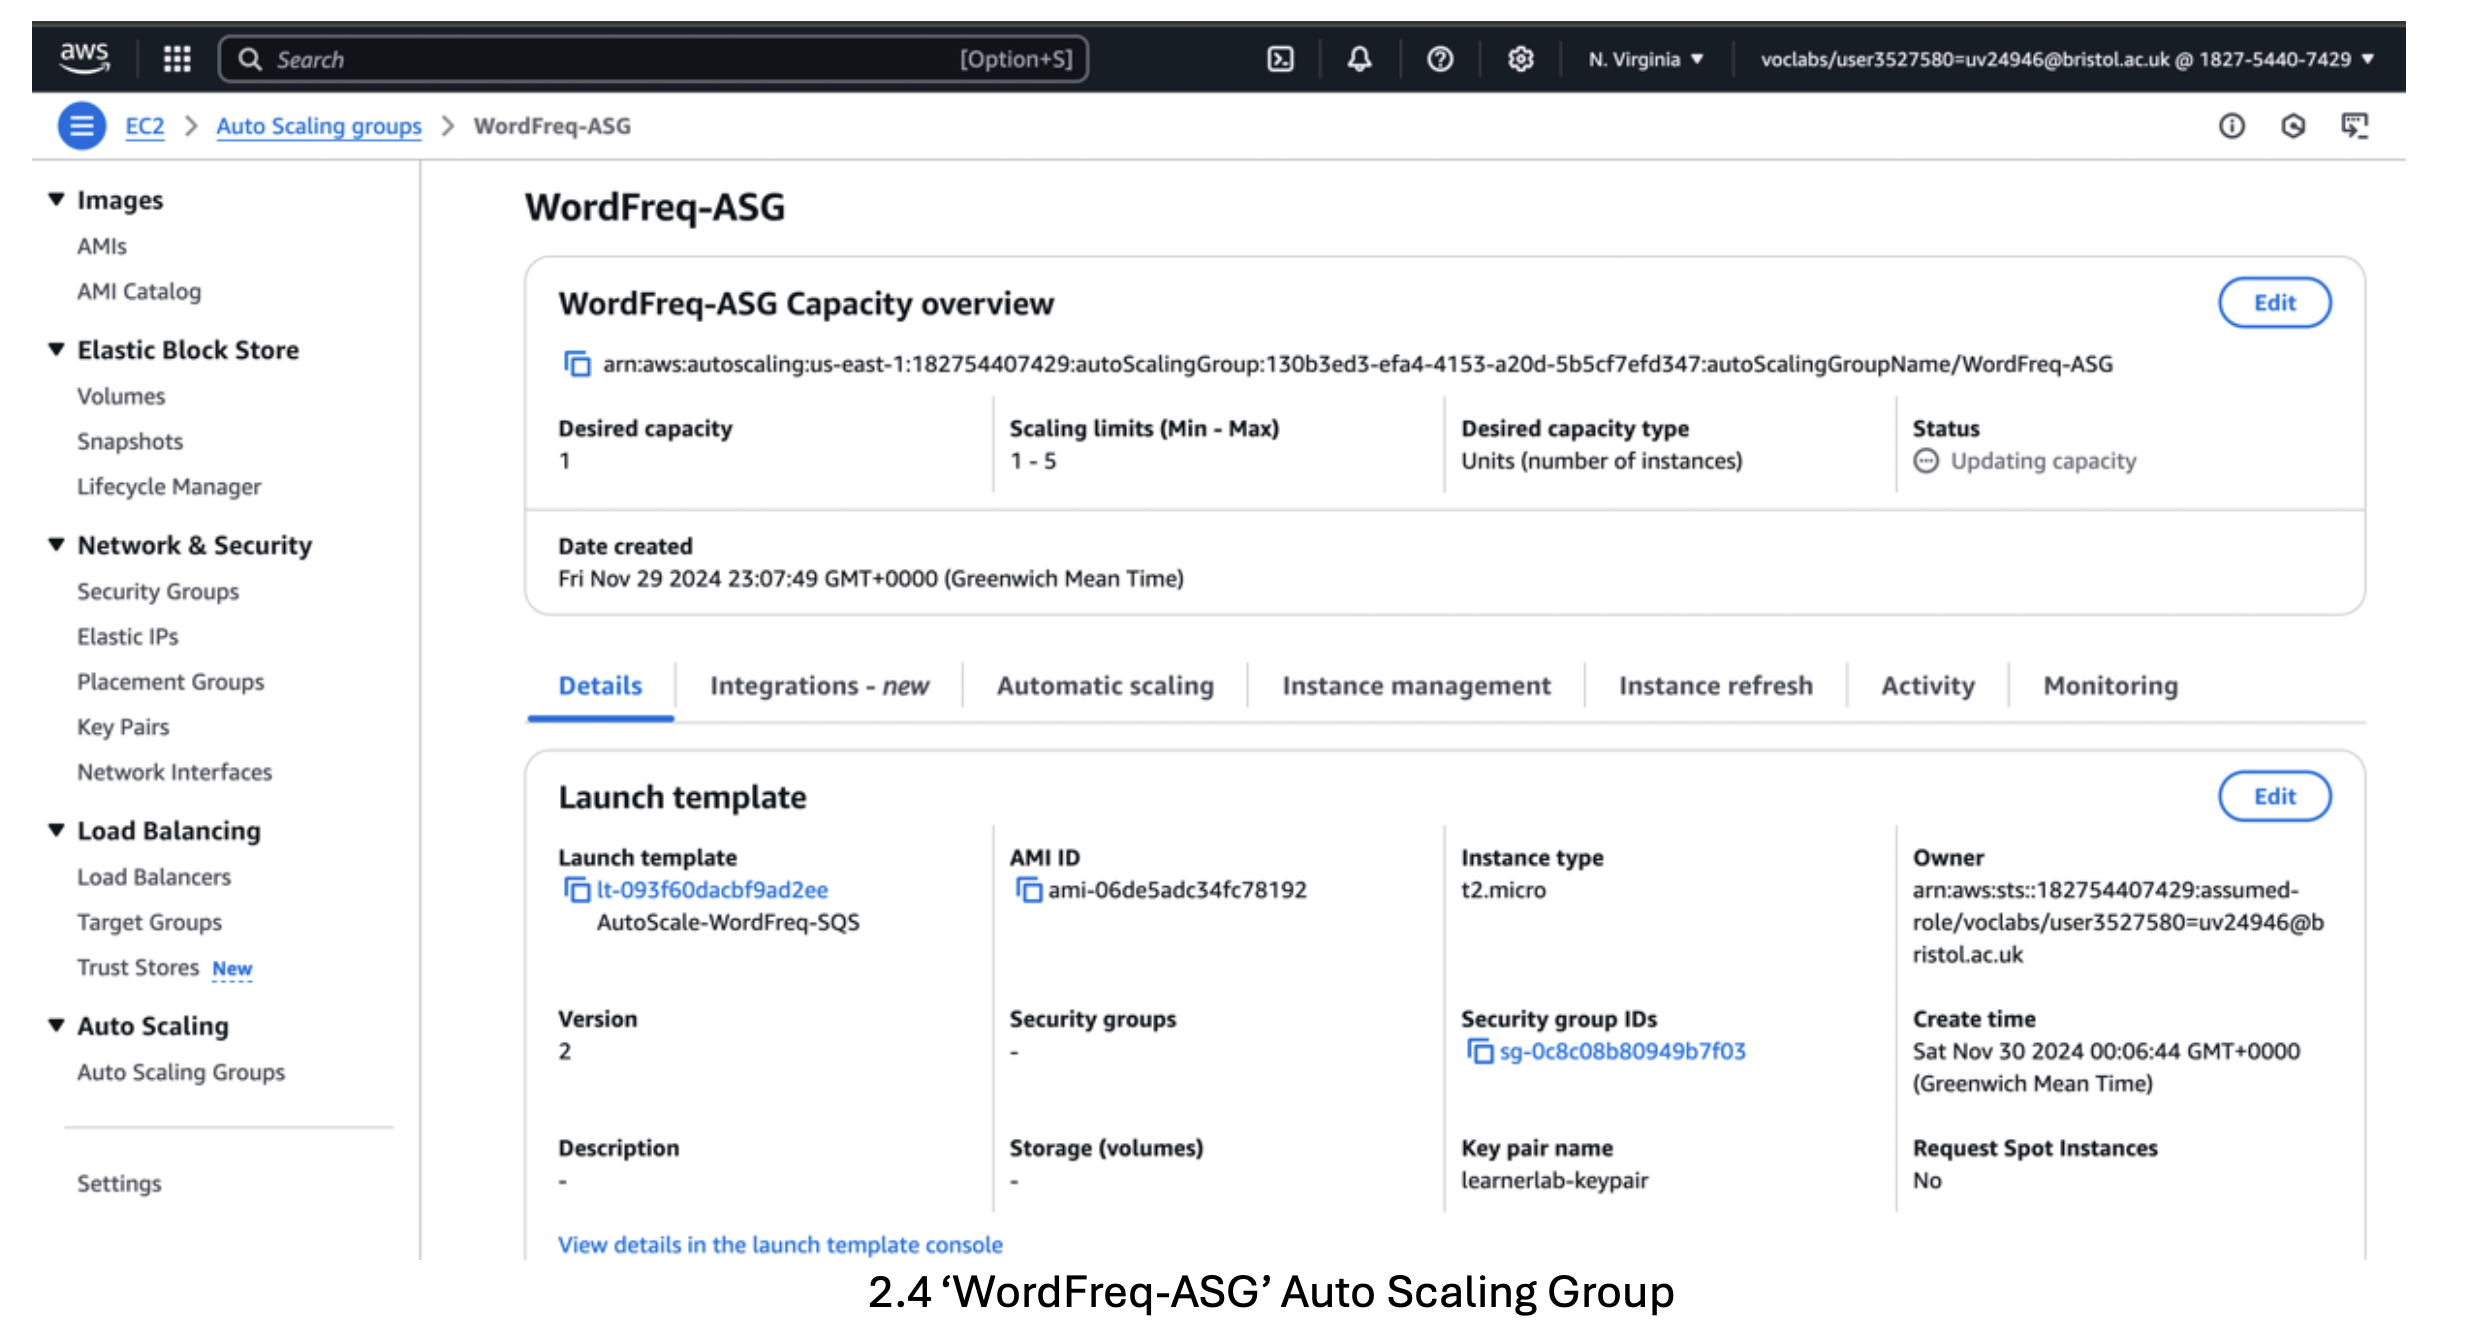 aws
Search [Option+S] N. Virginia voclabs/user3527580=uv24946@bristol.ac.uk @ 1827-5440-7429
EC2 > Auto Scaling groups > WordFreq-ASG
Images
AMIs
AMI Catalog
Elastic Block Store
Volumes
Snapshots
Lifecycle Manager
Network & Security
Security Groups
Elastic IPs
Placement Groups
Key Pairs
Network Interfaces
Load Balancing
Load Balancers
Target Groups
Trust Stores New
Auto Scaling
Auto Scaling Groups
Settings
WordFreq-ASG
WordFreq-ASG Capacity overview
Edit
arn:aws:autoscaling:us-east-1:182754407429:autoScalingGroup:130b3ed3-efa4-4153-a20d-5b5cf7efd347:autoScalingGroupName/WordFreq-ASG
Desired capacity
1
Scaling limits (Min - Max)
1 - 5
Desired capacity type
Units (number of instances)
Status
Updating capacity
Date created
Fri Nov 29 2024 23:07:49 GMT+0000 (Greenwich Mean Time)
Details Integrations - new Automatic scaling Instance management Instance refresh Activity Monitoring
Launch template
Edit
Launch template
lt-093f60dacbf9ad2ee
AutoScale-WordFreq-SQS
AMI ID
ami-06de5adc34fc78192
Instance type
t2.micro
Owner
arn:aws:sts::182754407429:assumed-
role/voclabs/user3527580=uv24946@b
ristol.ac.uk
Version
2
Security groups
-
Security group IDs
sg-0c8c08b80949b7f03
Create time
Sat Nov 30 2024 00:06:44 GMT+0000
(Greenwich Mean Time)
Description
-
Storage (volumes)
-
Key pair name
learnerlab-keypair
Request Spot Instances
No
View details in the launch template console
2.4 ‘WordFreq-ASG’ Auto Scaling Group